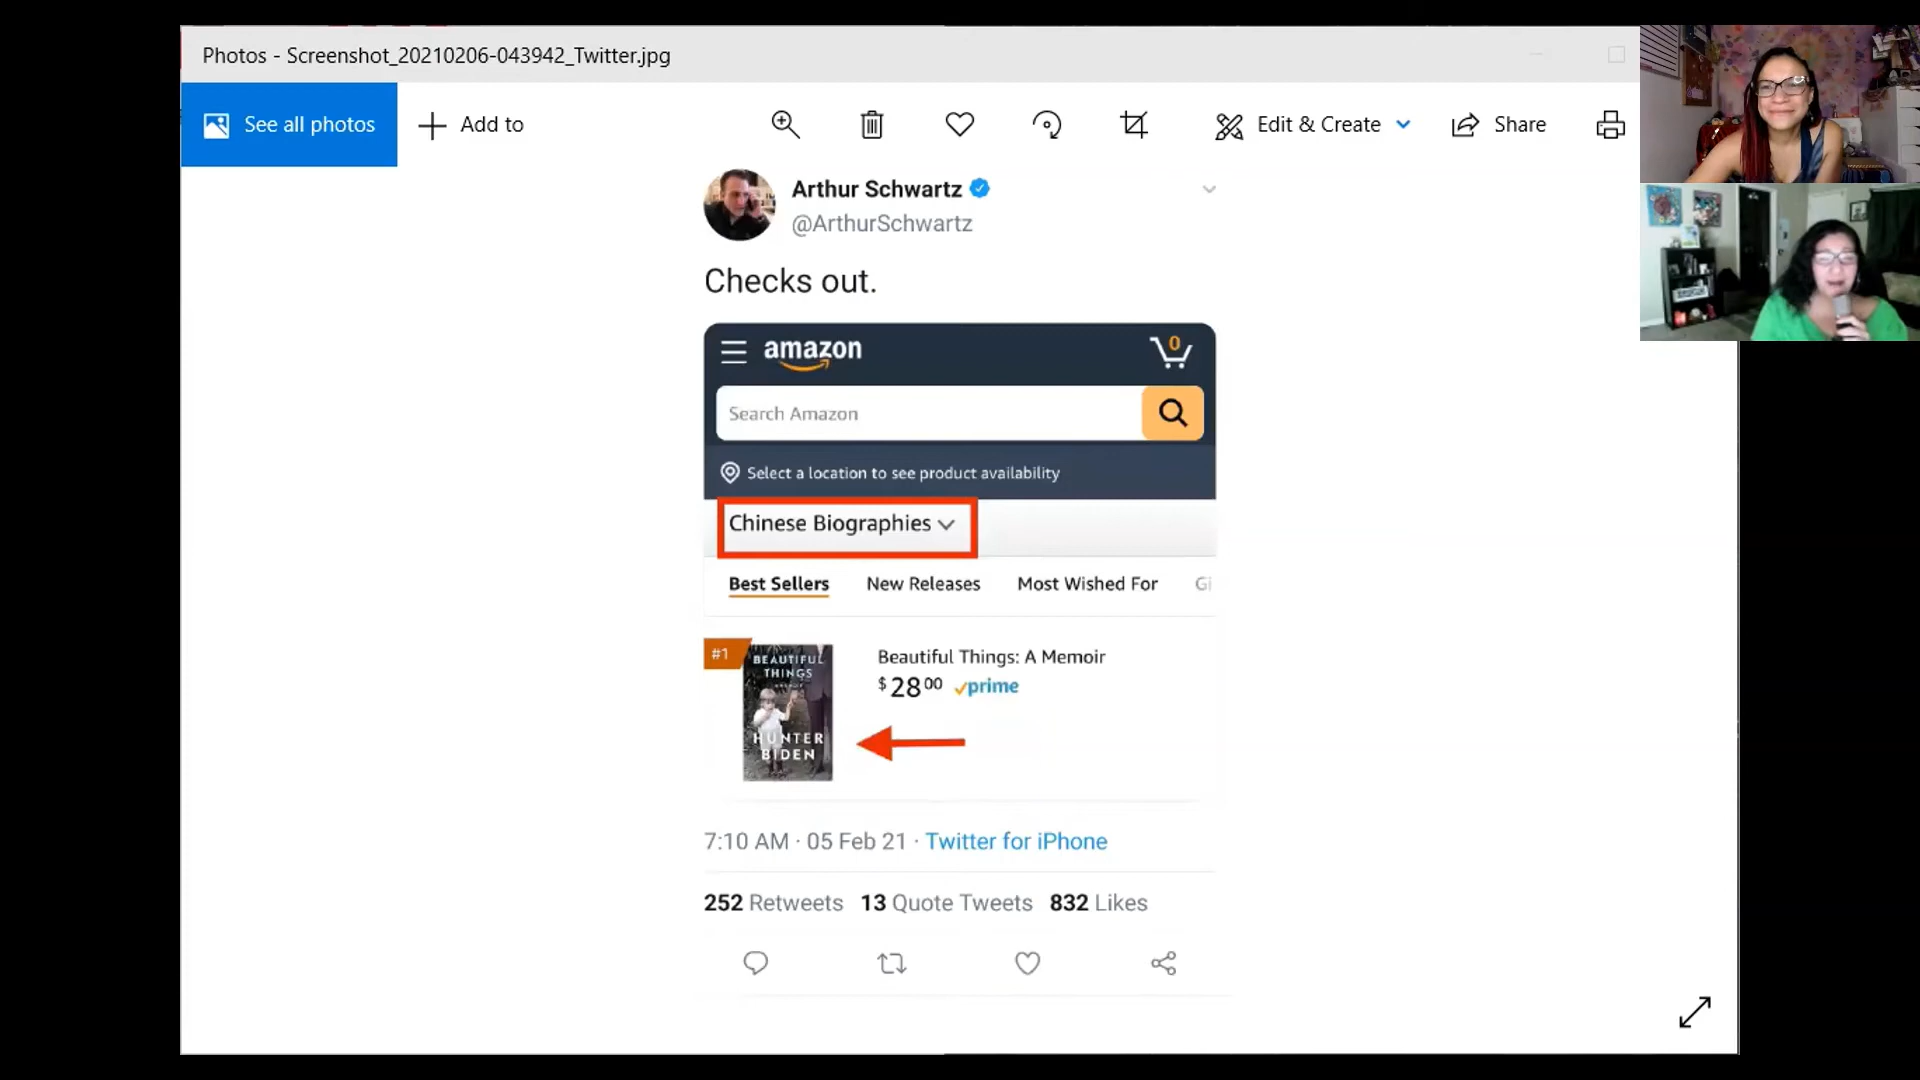 Photos - Screenshot_20210206-043942_Twitter.jpg
See all photos
Add to
Edit & Create
Share
Arthur Schwartz
@ArthurSchwartz
Checks out.
amazon
0
Search Amazon
Select a location to see product availability
Chinese Biographies
Best Sellers New Releases Most Wished For Gi
#1
BEAUTIFUL
THINGS
HUNTER
BIDEN
Beautiful Things: A Memoir
$28.00 prime
7:10 AM · 05 Feb 21 · Twitter for iPhone
252 Retweets 13 Quote Tweets 832 Likes